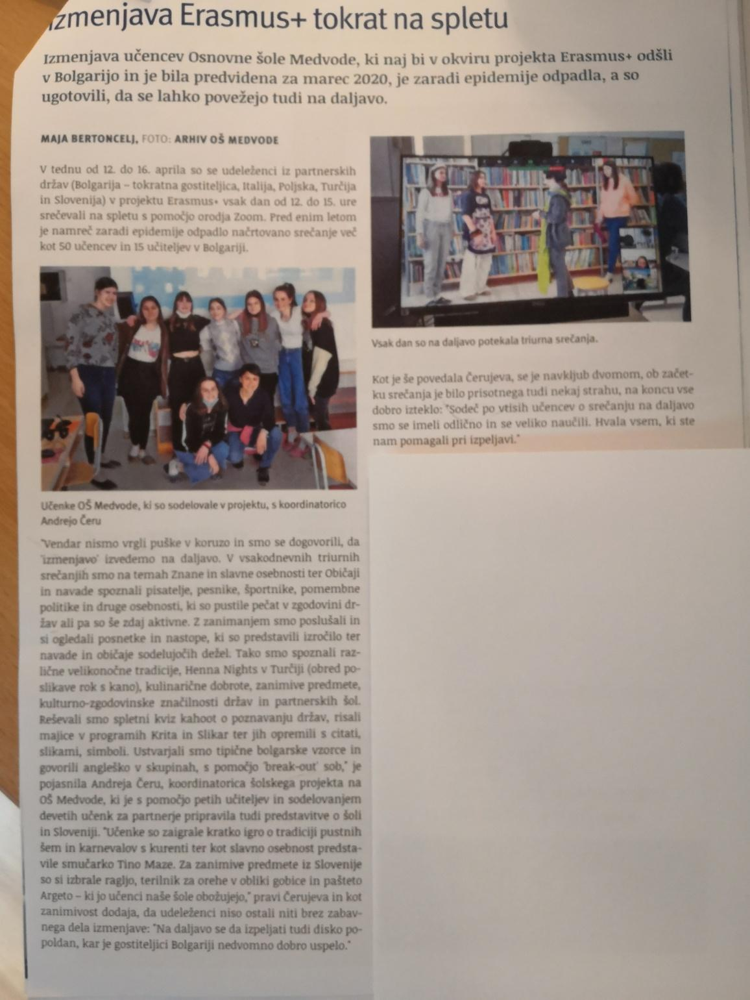 Izmenjava Erasmus+ tokrat na spletu
Izmenjava učencev Osnovne šole Medvode, ki naj bi v okviru projekta Erasmus+ odšli
v Bolgarijo in je bila predvidena za marec 2020, je zaradi epidemije odpadla, a so
ugotovili, da se lahko povežejo tudi na daljavo.
MAJA BERTONCELJ, FOTO: ARHIV OŠ MEDVODE
V tednu od 12. do 16. aprila so se udeleženci iz partnerskih
držav (Bolgarija – tokratna gostiteljica, Italija, Poljska, Turčija
in Slovenija) v projektu Erasmus+ vsak dan od 12. do 15. ure
srečevali na spletu s pomočjo orodja Zoom. Pred enim letom
je namreč zaradi epidemije odpadlo načrtovano srečanje več
kot 50 učencev in 15 učiteljev v Bolgariji.
Učenke OŠ Medvode, ki so sodelovale v projektu, s koordinatorico
Andrejo Čeru
"Vendar nismo vrgli puške v koruzo in smo se dogovorili, da
'izmenjavo' izvedemo na daljavo. V vsakodnevnih triurnih
srečanjih smo na temah Znane in slavne osebnosti ter Običaji
in navade spoznali pisatelje, pesnike, športnike, pomembne
politike in druge osebnosti, ki so pustile pečat v zgodovini dr-
žav ali pa so še zdaj aktivne. Z zanimanjem smo poslušali in
si ogledali posnetke in nastope, ki so predstavili izročilo ter
navade in običaje sodelujočih dežel. Tako smo spoznali raz-
lične velikonočne tradicije, Henna Nights v Turčiji (obred po-
slikave rok s kano), kulinarične dobrote, zanimive predmete,
kulturno-zgodovinske značilnosti držav in partnerskih šol.
Reševali smo spletni kviz kahoot o poznavanju držav, risali
majice v programih Krita in Slikar ter jih opremili s citati,
slikami, simboli. Ustvarjali smo tipične bolgarske vzorce in
govorili angleško v skupinah, s pomočjo 'break-out' sob," je
pojasnila Andreja Čeru, koordinatorica šolskega projekta na
OŠ Medvode, ki je s pomočjo petih učiteljev in sodelovanjem
devetih učenk za partnerje pripravila tudi predstavitve o šoli
in Sloveniji. "Učenke so zaigrale kratko igro o tradiciji pustnih
šem in karnevalov s kurenti ter kot slavno osebnost predsta-
vile smučarko Tino Maze. Za zanimive predmete iz Slovenije
so si izbrale ragljo, terilnik za orehe v obliki gobice in pašteto
Argeto – ki jo učenci naše šole obožujejo," pravi Čerujeva in kot
zanimivost dodaja, da udeleženci niso ostali niti brez zabav-
nega dela izmenjave: "Na daljavo se da izpeljati tudi disko po-
poldan, kar je gostiteljici Bolgariji nedvomno dobro uspelo."
Vsak dan so na daljavo potekala triurna srečanja.
Kot je še povedala Čerujeva, se je navkljub dvomom, ob začet-
ku srečanja je bilo prisotnega tudi nekaj strahu, na koncu vse
dobro izteklo: "Sodeč po vtisih učencev o srečanju na daljavo
smo se imeli odlično in se veliko naučili. Hvala vsem, ki ste
nam pomagali pri izpeljavi."